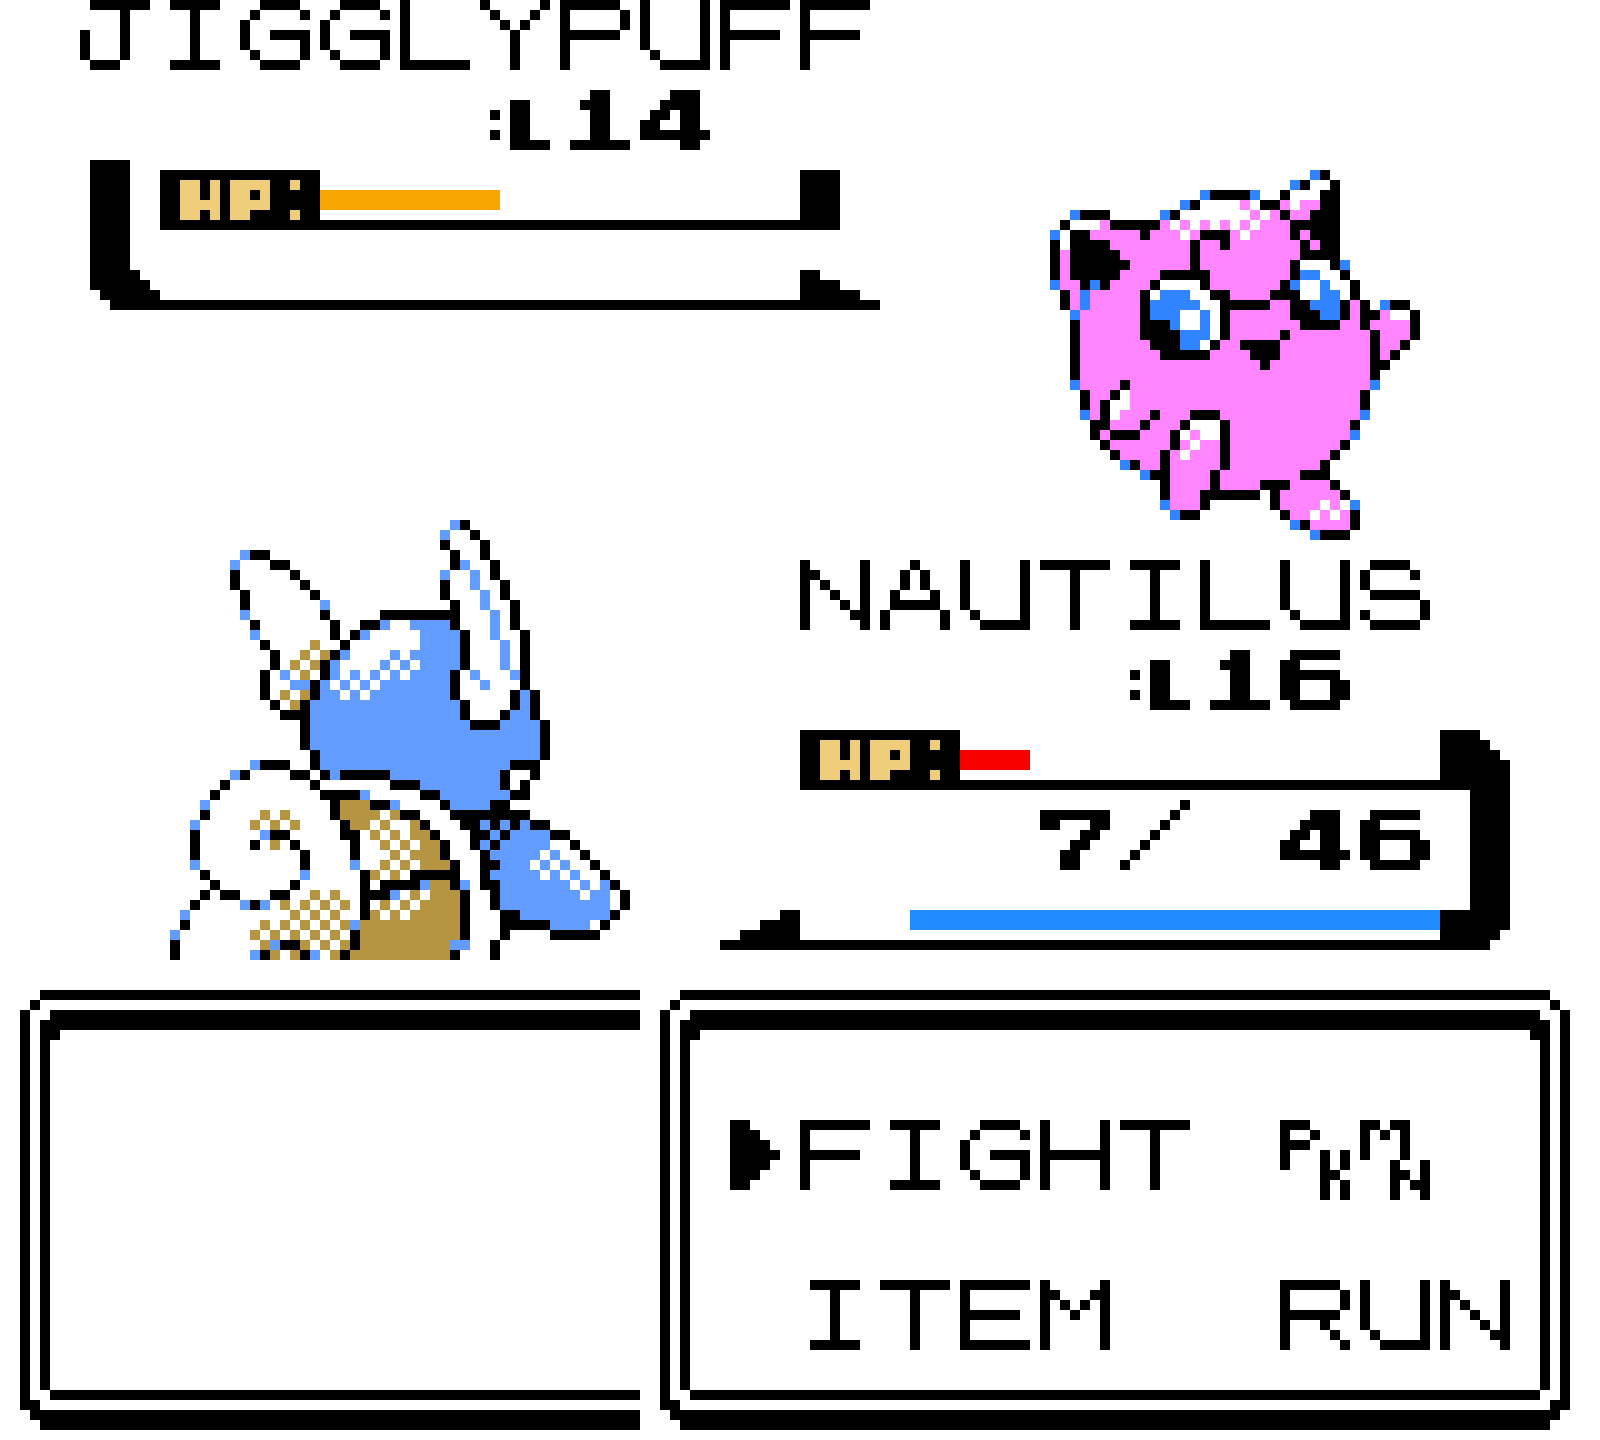 JIGGLYPUFF
:L14
HP:
NAUTILUS
:L16
HP:
7/ 46
▶FIGHT PKMN
ITEM RUN